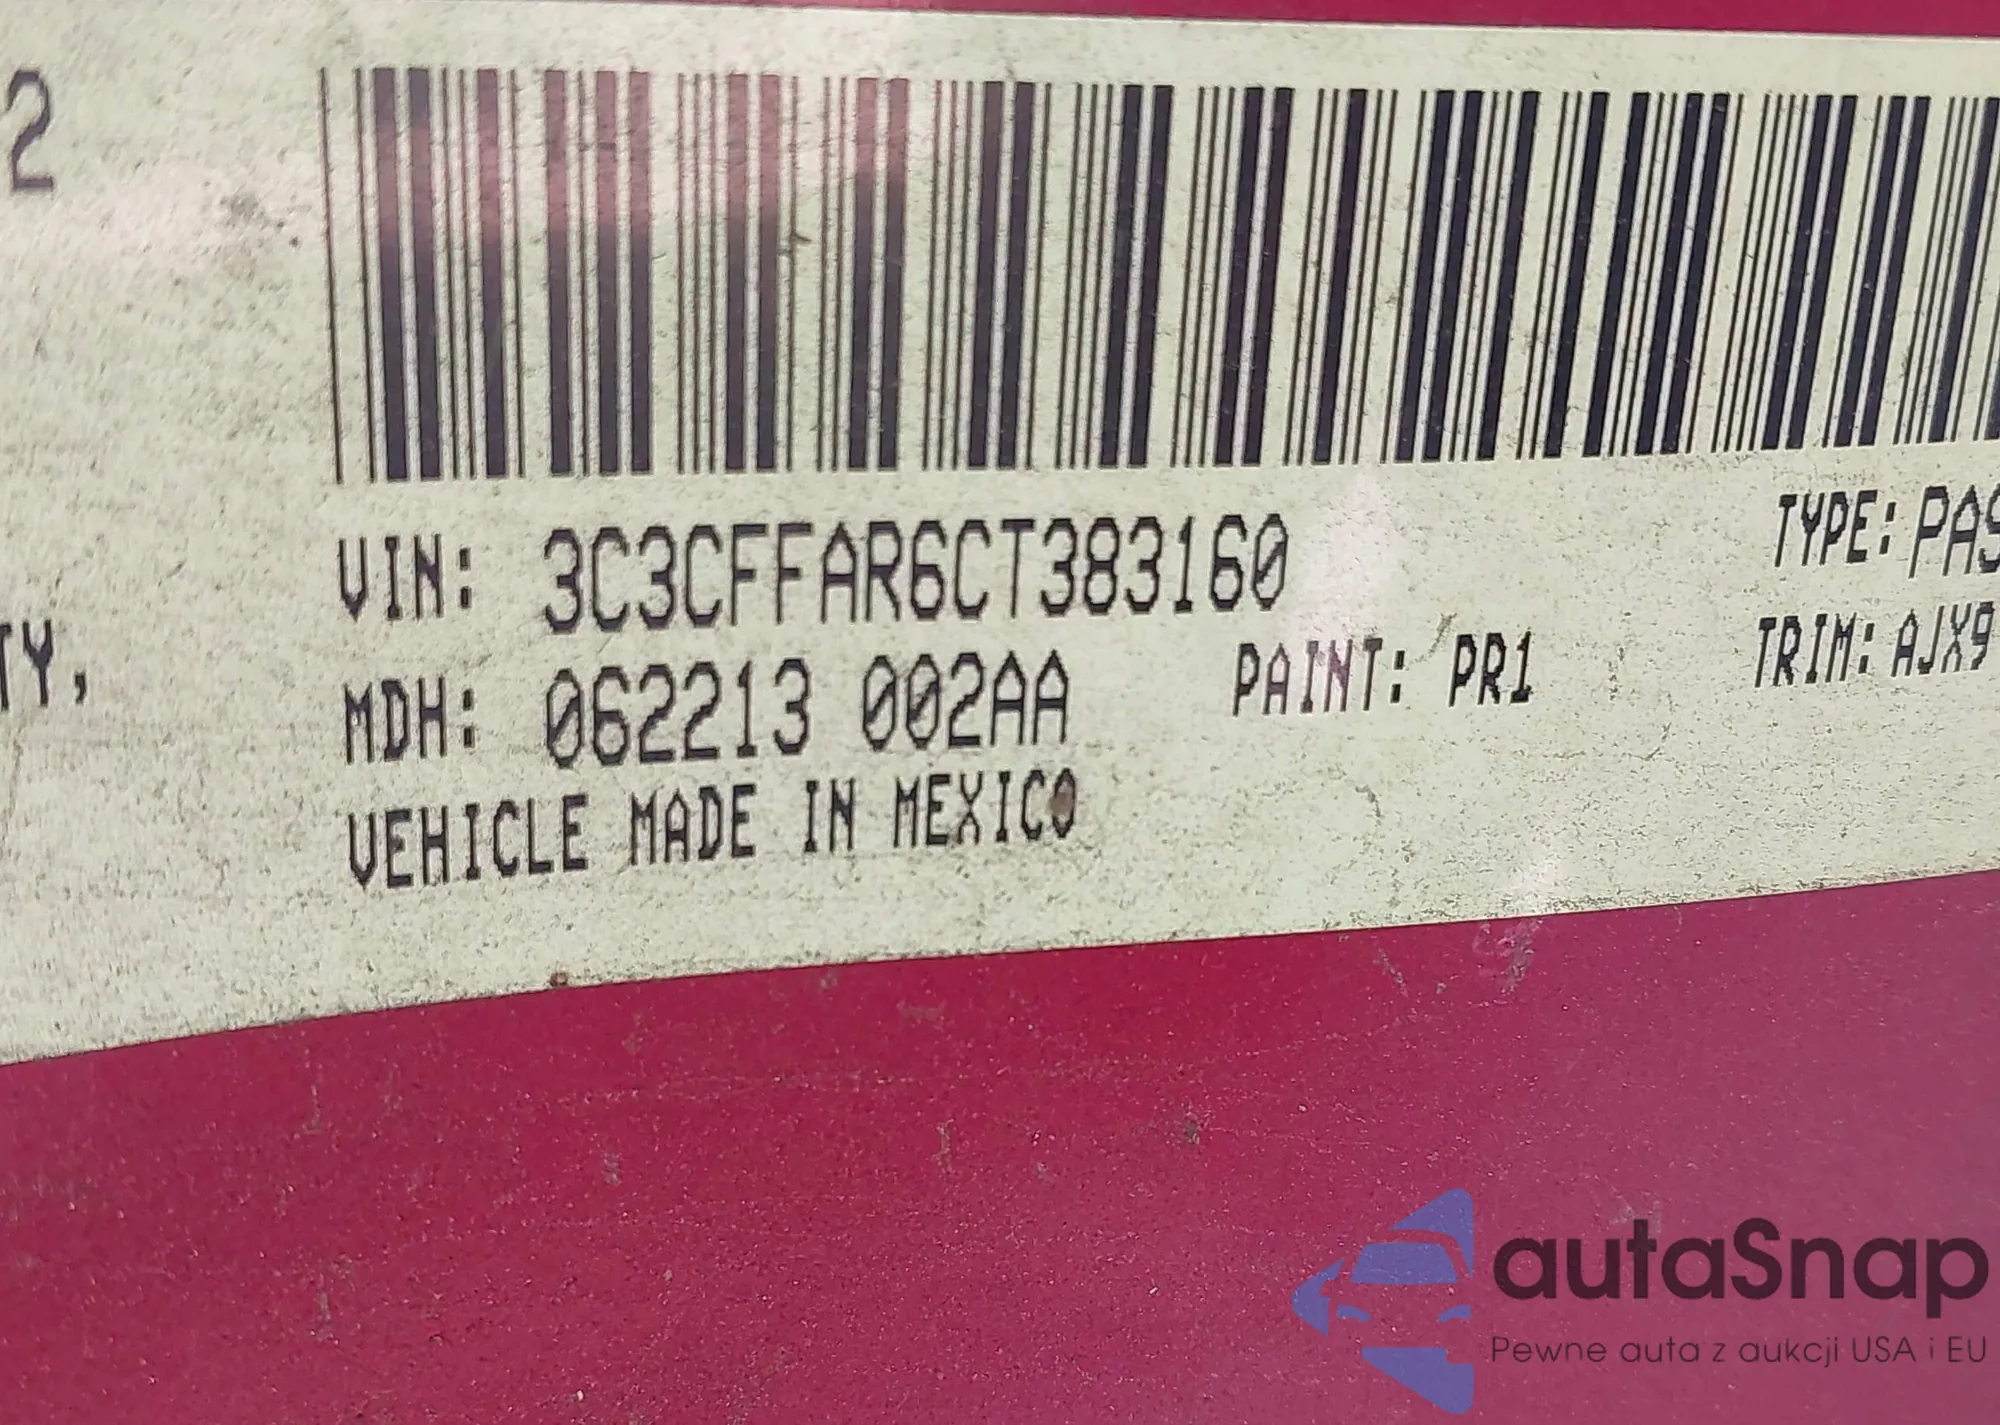 2
TY,
VIN: 3C3CFFAR6CT383160
TYPE: PAS
MDH: 062213 002AA
PAINT: PR1
TRIM: AJX9
VEHICLE MADE IN MEXICO
autaSnap
Pewne auta z aukcji USA i EU